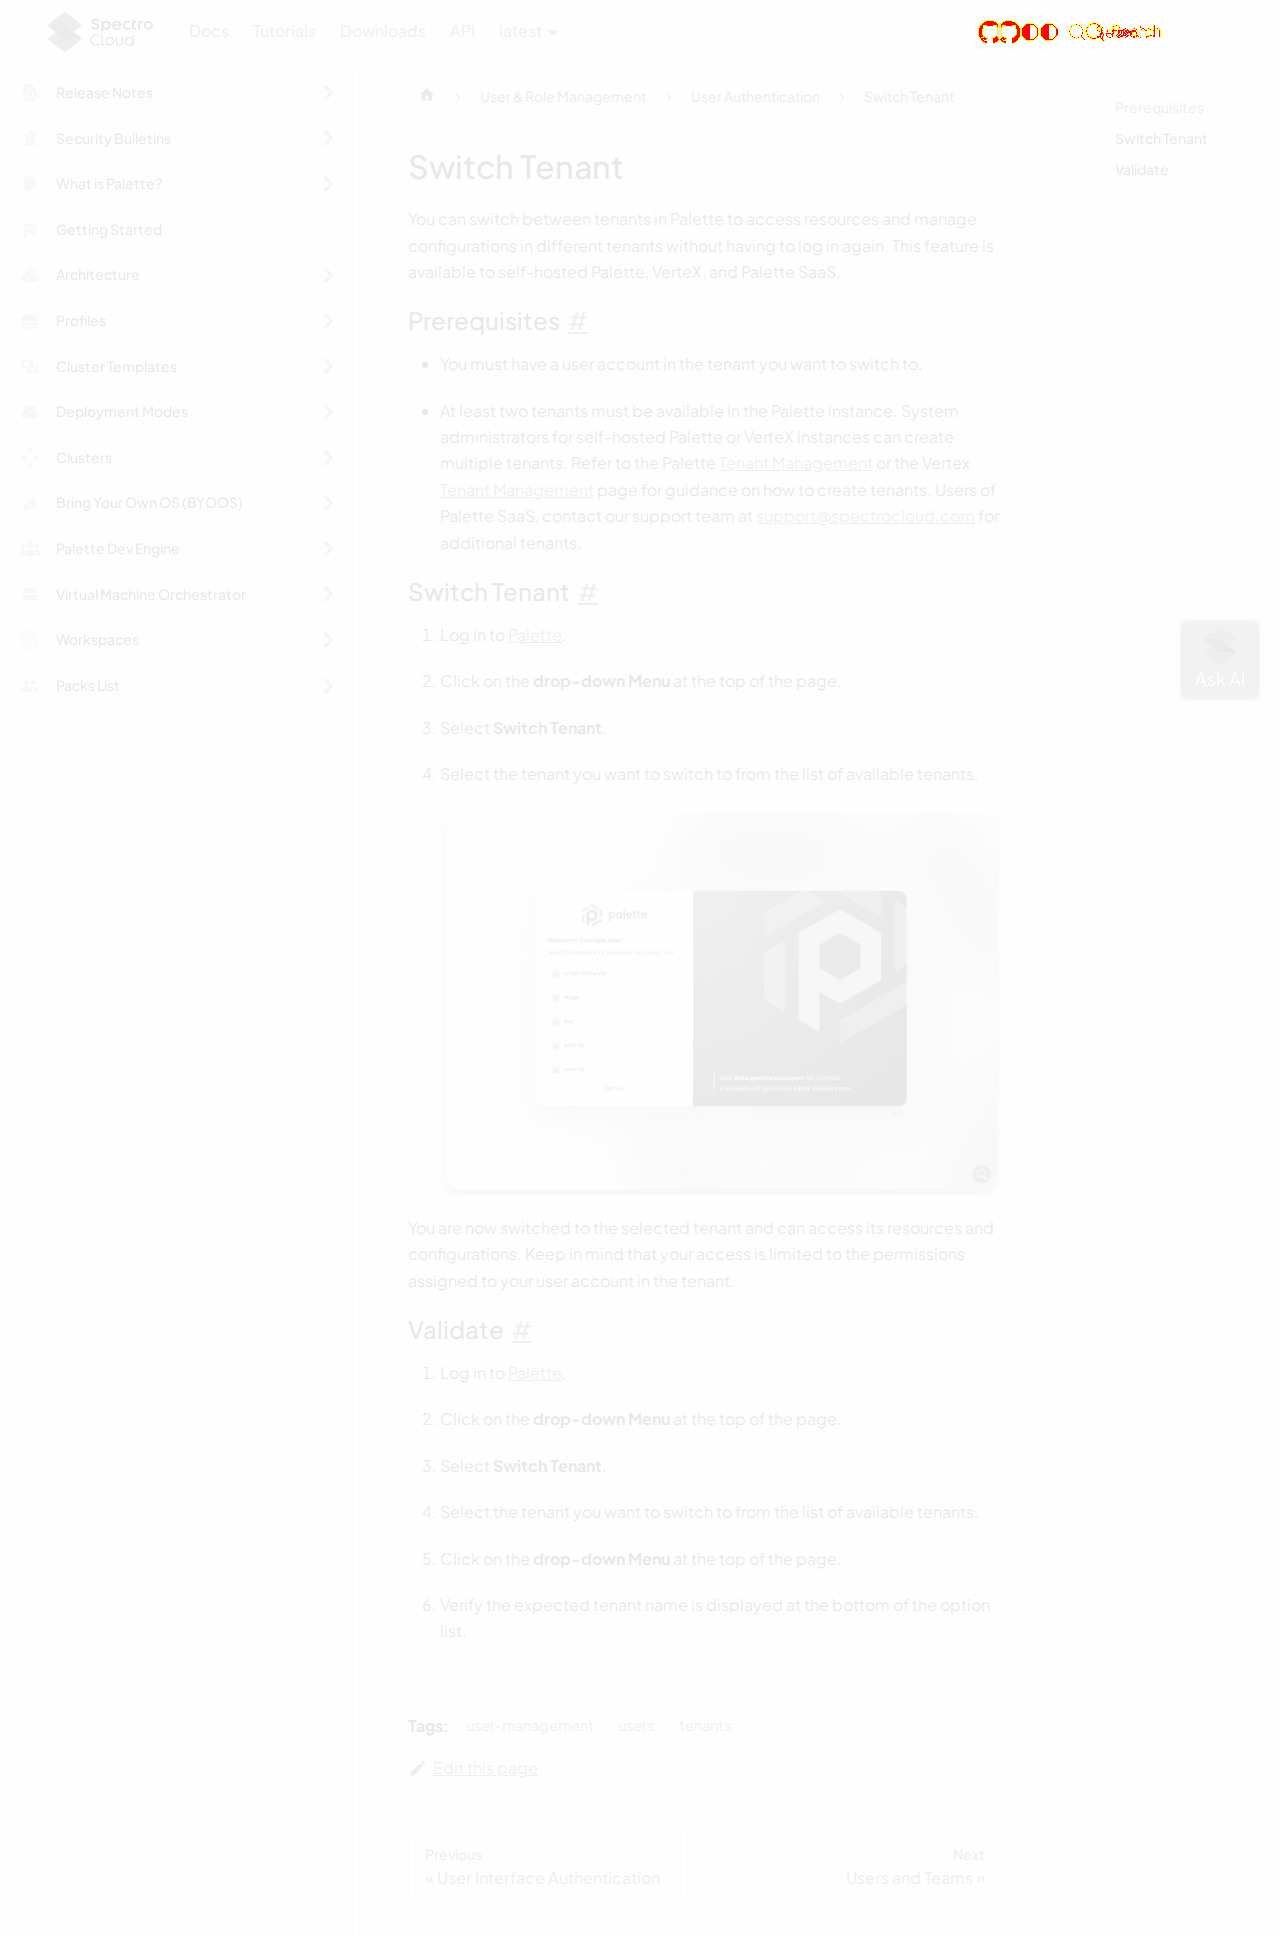 Spectro
Cloud
Docs
Tutorials
Downloads
API
latest
Search
Release Notes
Security Bulletins
What is Palette?
Getting Started
Architecture
Profiles
Cluster Templates
Deployment Modes
Clusters
Bring Your Own OS (BYOOS)
Palette Dev Engine
Virtual Machine Orchestrator
Workspaces
Packs List
User & Role Management
User Authentication
Switch Tenant
Switch Tenant
You can switch between tenants in Palette to access resources and manage
configurations in different tenants without having to log in again. This feature is
available to self-hosted Palette, VerteX, and Palette SaaS.
Prerequisites #
• You must have a user account in the tenant you want to switch to.
• At least two tenants must be available in the Palette instance. System
administrators for self-hosted Palette or VerteX instances can create
multiple tenants. Refer to the Palette Tenant Management or the Vertex
Tenant Management page for guidance on how to create tenants. Users of
Palette SaaS, contact our support team at support@spectrocloud.com for
additional tenants.
Switch Tenant #
1. Log in to Palette.
2. Click on the drop-down Menu at the top of the page.
3. Select Switch Tenant.
4. Select the tenant you want to switch to from the list of available tenants.
palette
You are now switched to the selected tenant and can access its resources and
configurations. Keep in mind that your access is limited to the permissions
assigned to your user account in the tenant.
Validate #
1. Log in to Palette.
2. Click on the drop-down Menu at the top of the page.
3. Select Switch Tenant.
4. Select the tenant you want to switch to from the list of available tenants.
5. Click on the drop-down Menu at the top of the page.
6. Verify the expected tenant name is displayed at the bottom of the option
list.
Tags: user-management users tenants
Edit this page
Previous
« User Interface Authentication
Next
Users and Teams »
Prerequisites
Switch Tenant
Validate
Ask AI